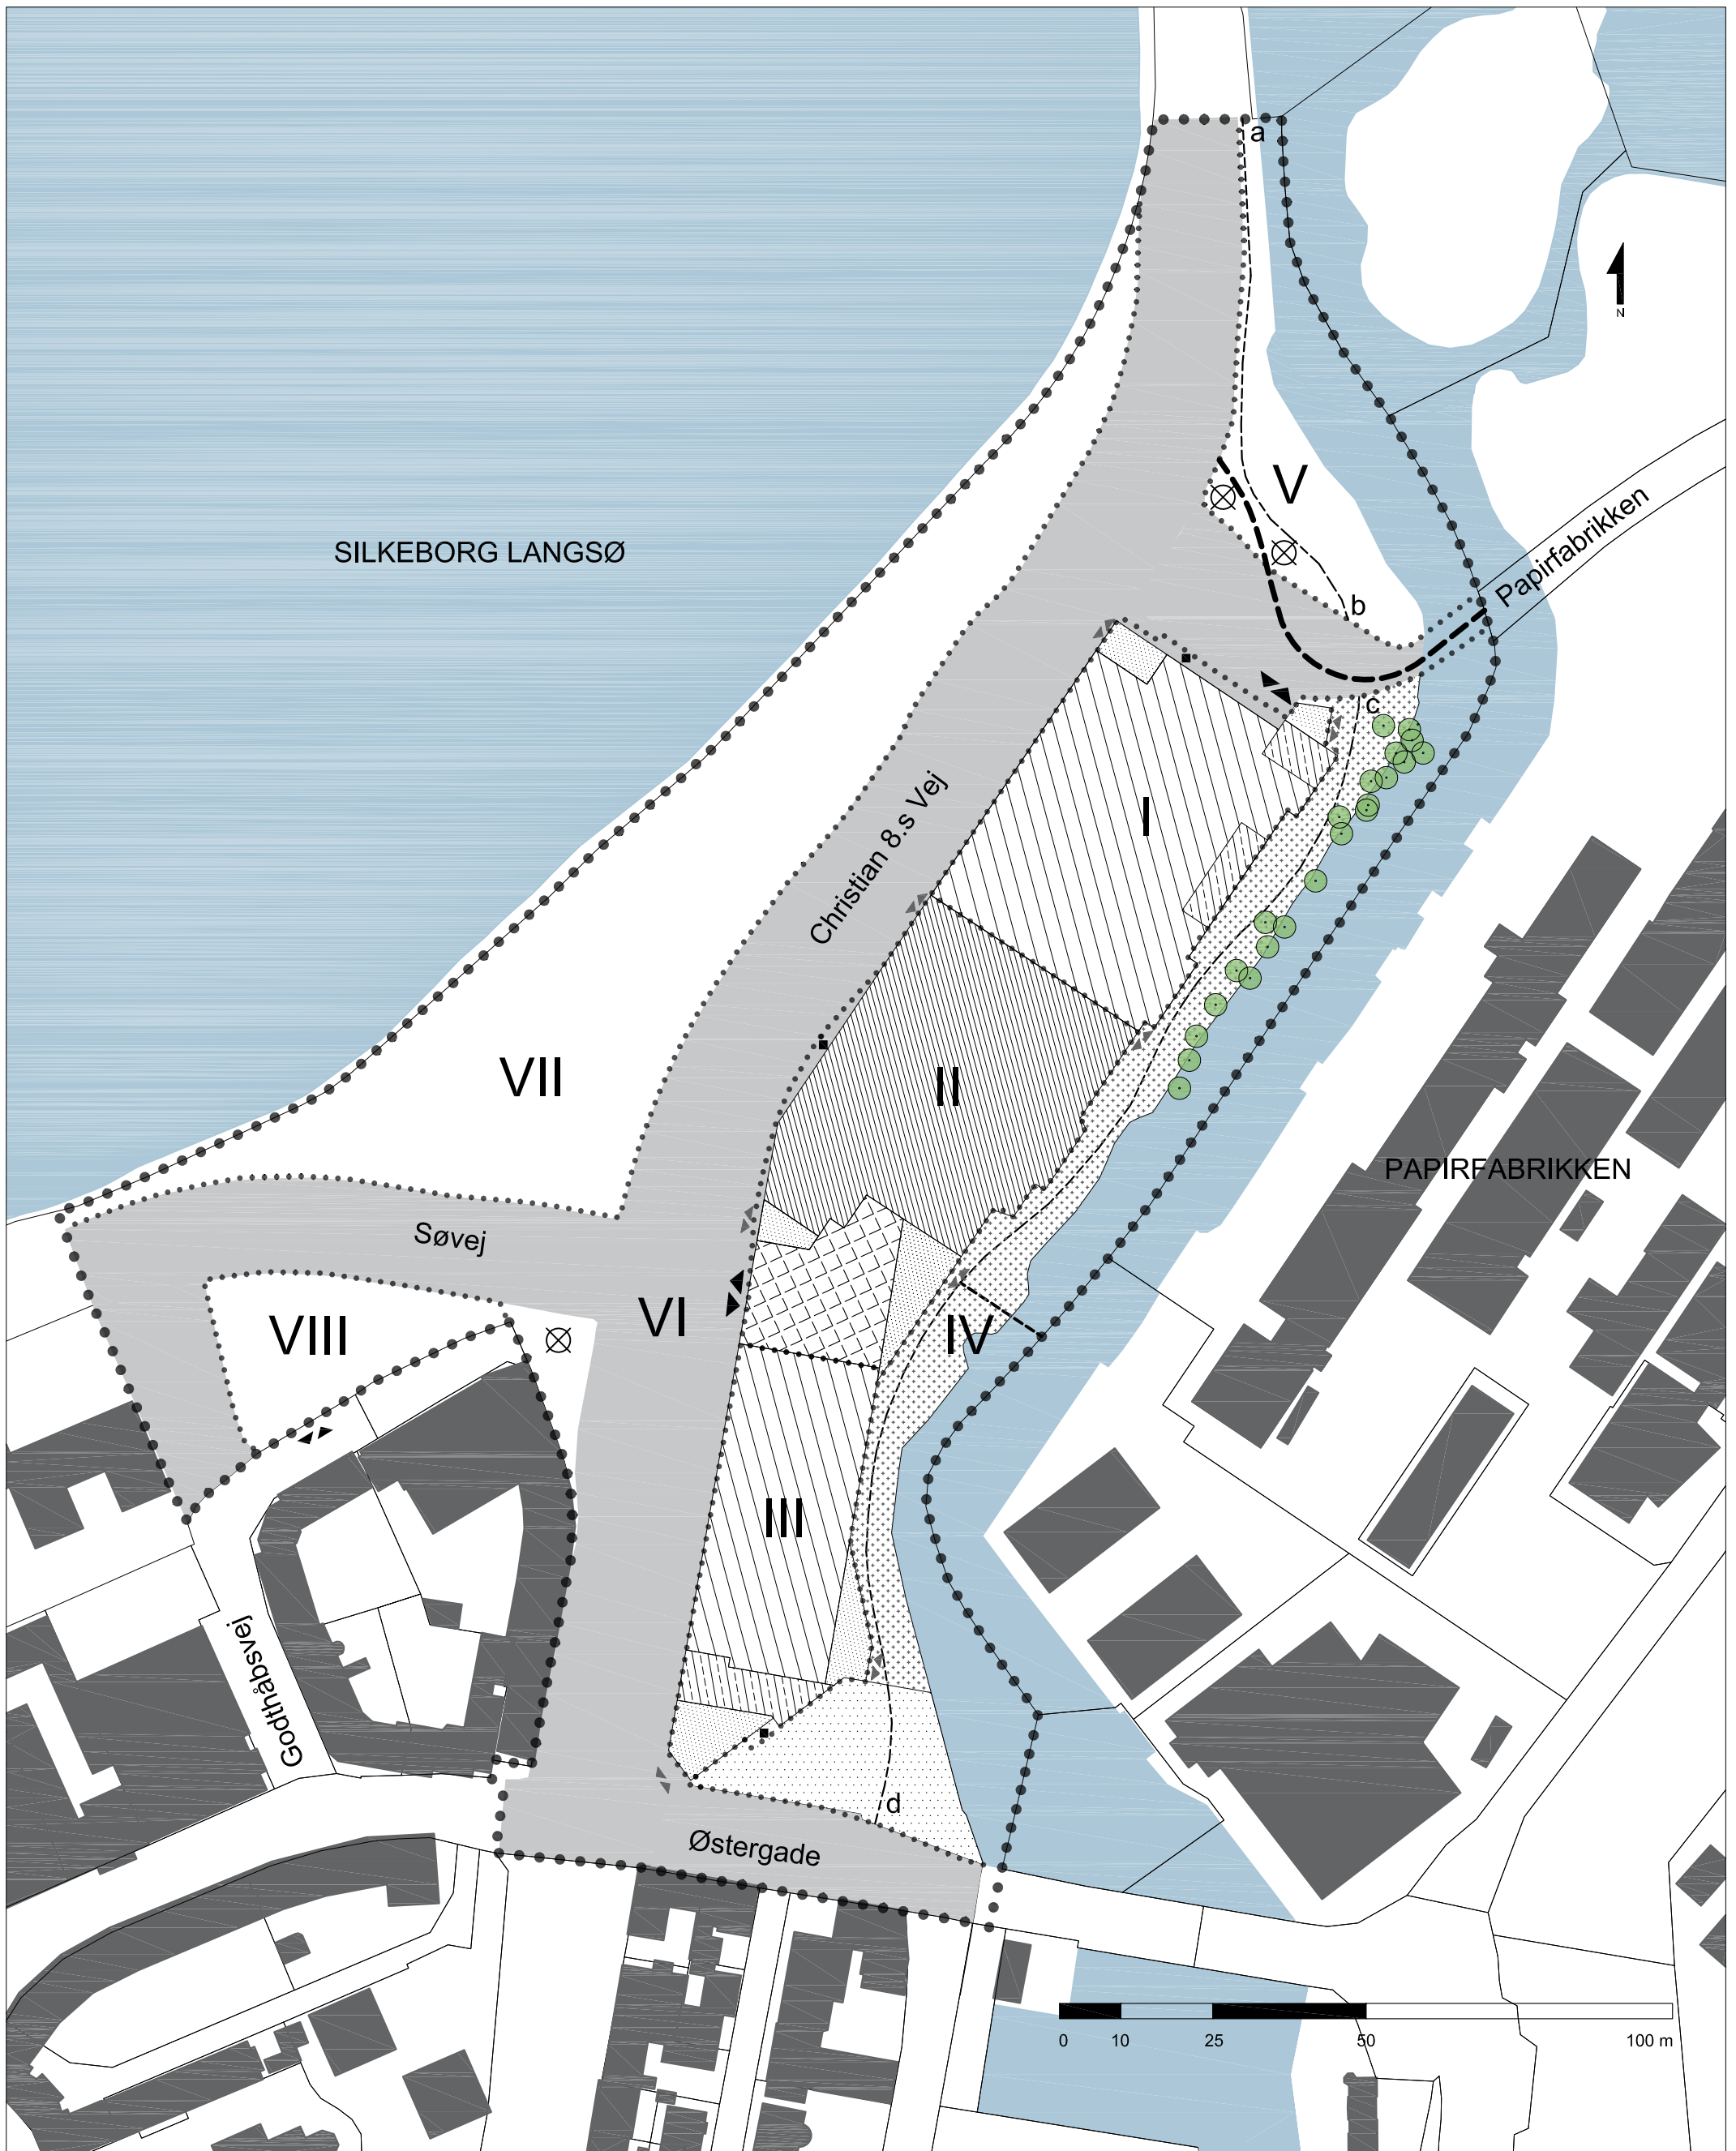 a
N
V
SILKEBORG LANGSØ
Papirfabrikken
b
c
I
Christian 8.s Vej
VII
II
PAPIRFABRIKKEN
Søvej
VI
VIII
IV
III
Godthåbsvej
d
Østergade
0 10 25 50 100 m